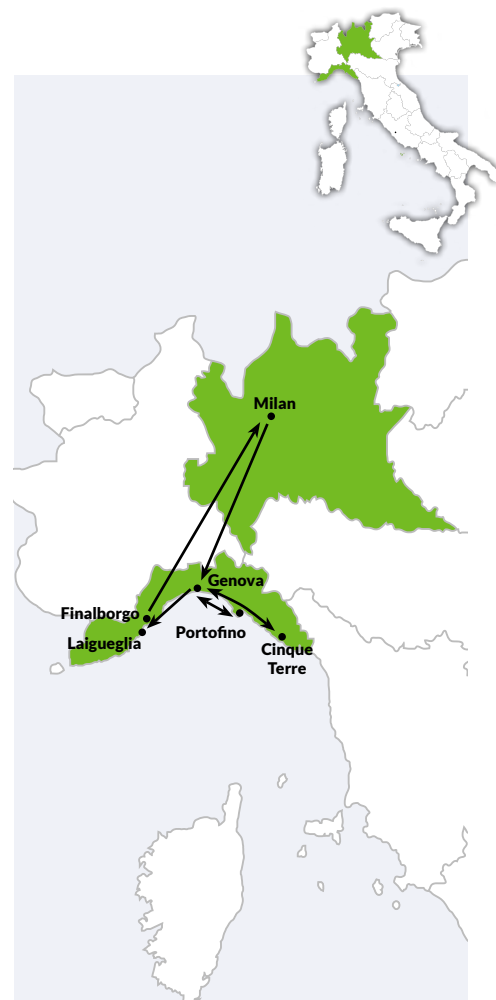 Milan
Genova
Finalborgo
Portofino
Laigueglia
Cinque
Terre